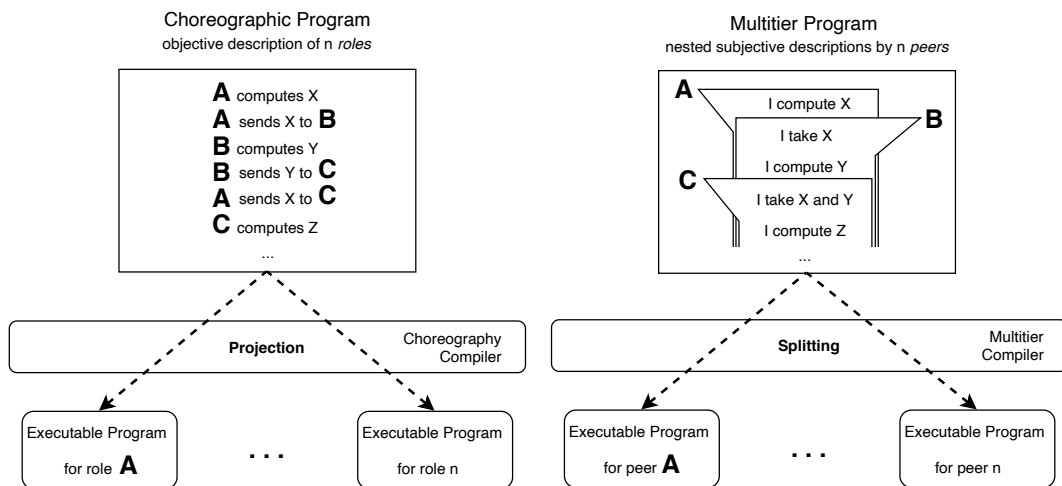 Choreographic Program
objective description of n roles
A computes X
A sends X to B
B computes Y
B sends Y to C
A sends X to C
C computes Z
...
Choreography
Compiler
Projection
Executable Program
for role A
...
Executable Program
for role n
Multitier Program
nested subjective descriptions by n peers
A
I compute X
B
I take X
I compute Y
C
I take X and Y
I compute Z
...
Multitier
Compiler
Splitting
Executable Program
for peer A
...
Executable Program
for peer n